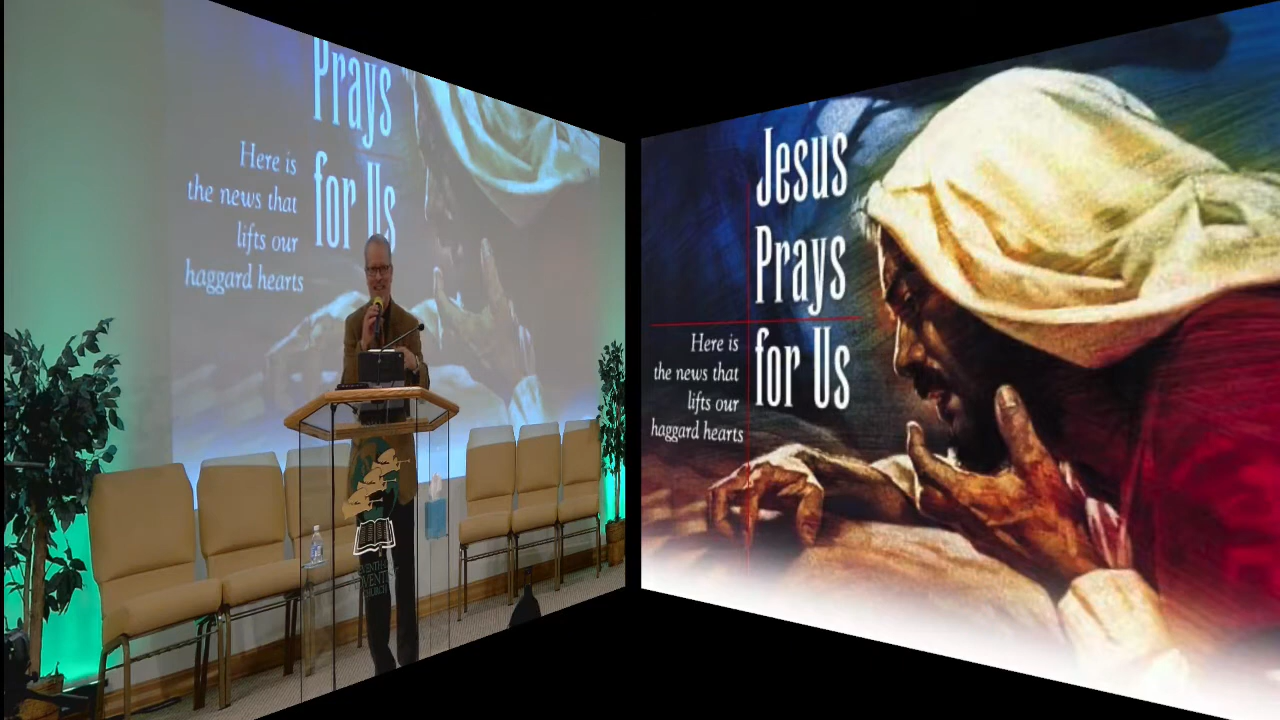 Prays
for Us
Here is
the news that
lifts our
haggard hearts
Jesus
Prays
for Us
Here is
the news that
lifts our
haggard hearts